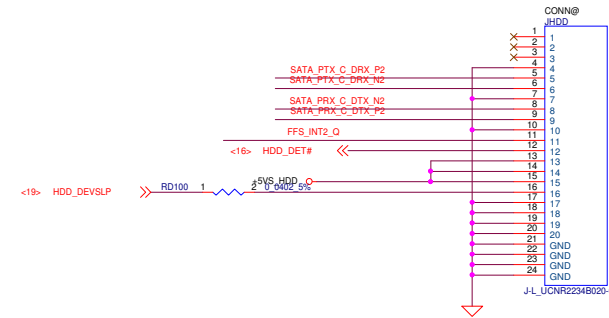 CONN@
JHDD
1 1
2 2
3 3
4 4
SATA_PTX_C_DRX_P2 5 5
SATA_PTX_C_DRX_N2 6 6
7 7
SATA_PRX_C_DTX_N2 8 8
SATA_PRX_C_DTX_P2 9 9
10 10
FFS_INT2_Q 11 11
<16> HDD_DET# 12 12
13 13
14 14
+5VS_HDD 15 15
<19> HDD_DEVSLP RD100 1 2 0_0402_5% 16 16
17 17
18 18
19 19
20 20
21 GND
22 GND
23 GND
24 GND
J-L_UCNR2234B020-